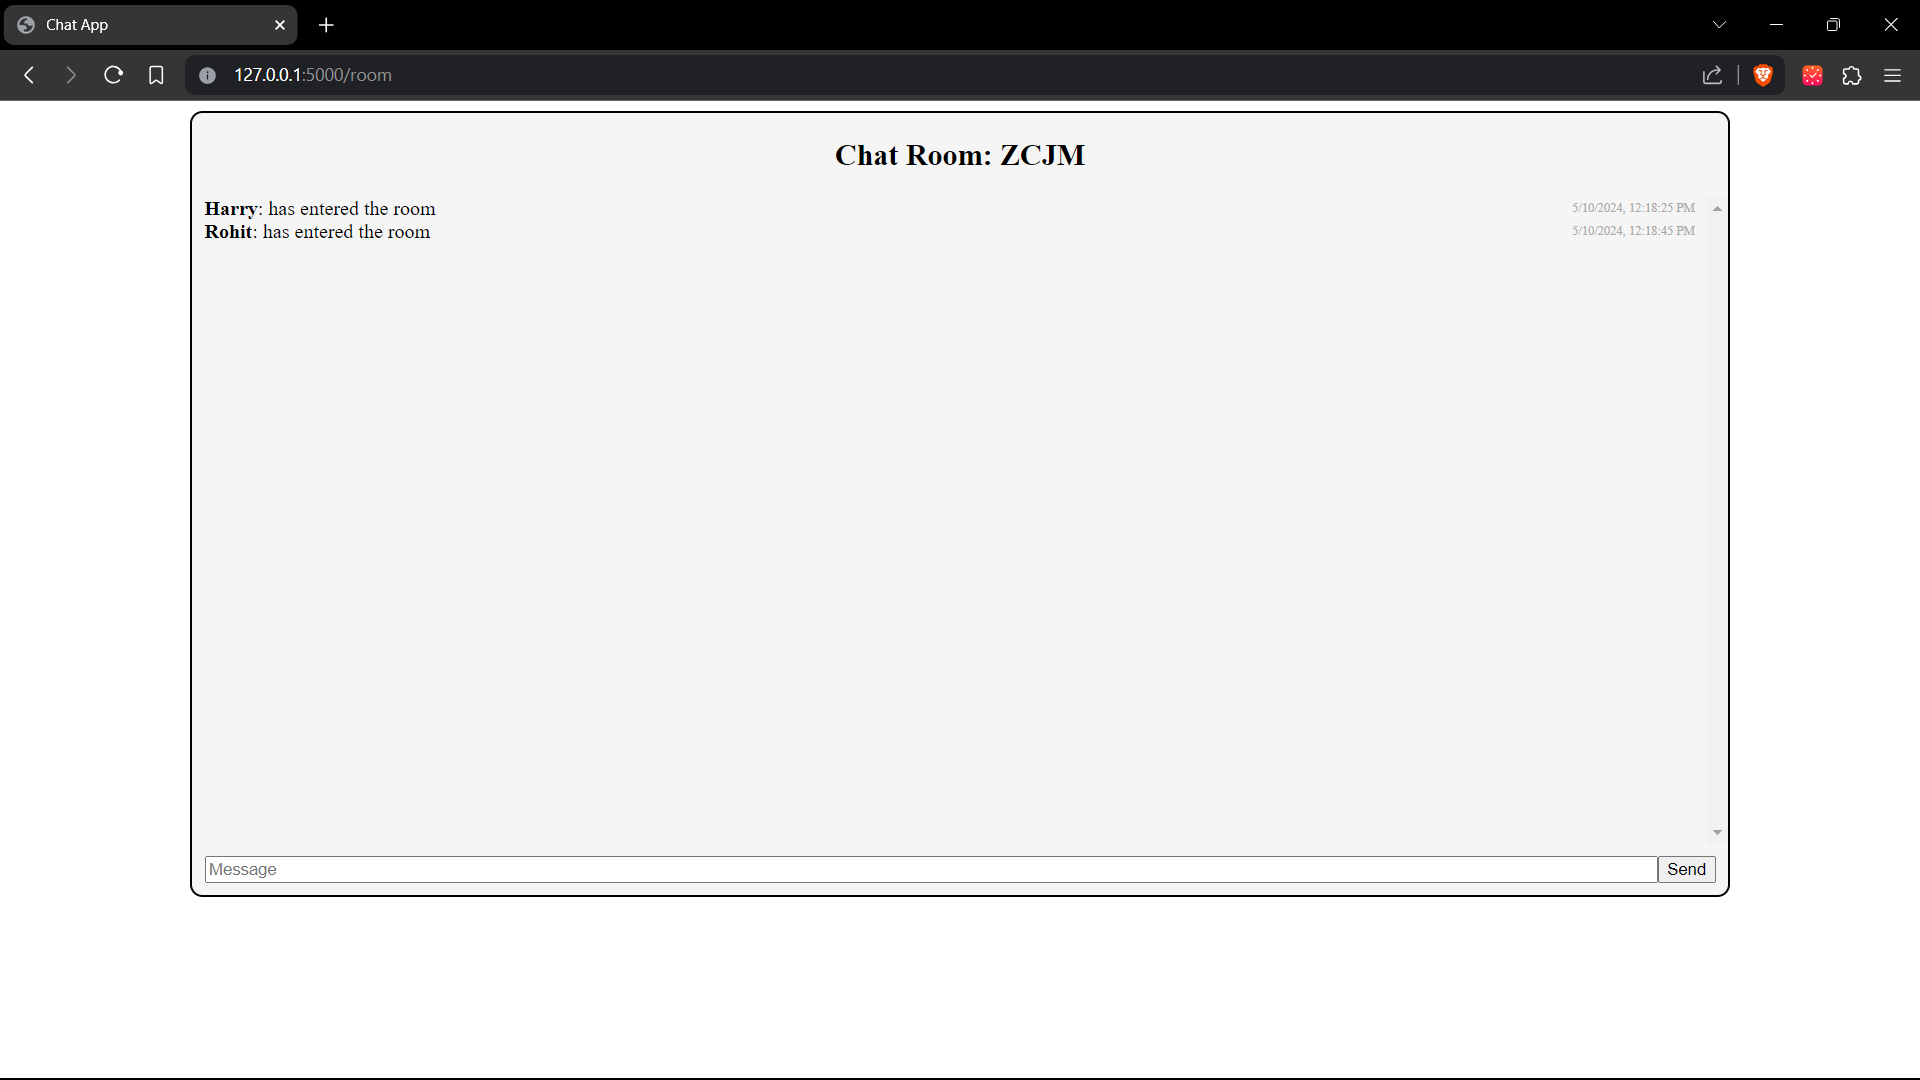 Chat App
127.0.0.1:5000/room
Chat Room: ZCJM
Harry: has entered the room 5/10/2024, 12:18:25 PM
Rohit: has entered the room 5/10/2024, 12:18:45 PM
Message Send